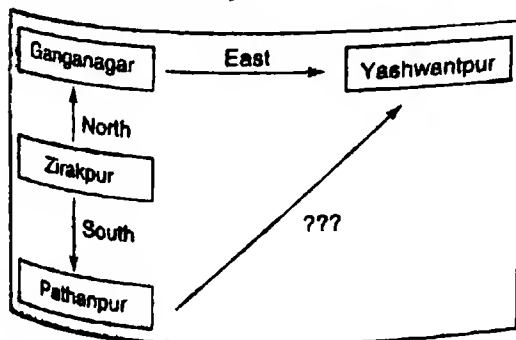 Ganganagar
East
Yashwantpur
North
Zirakpur
South
???
Pathanpur